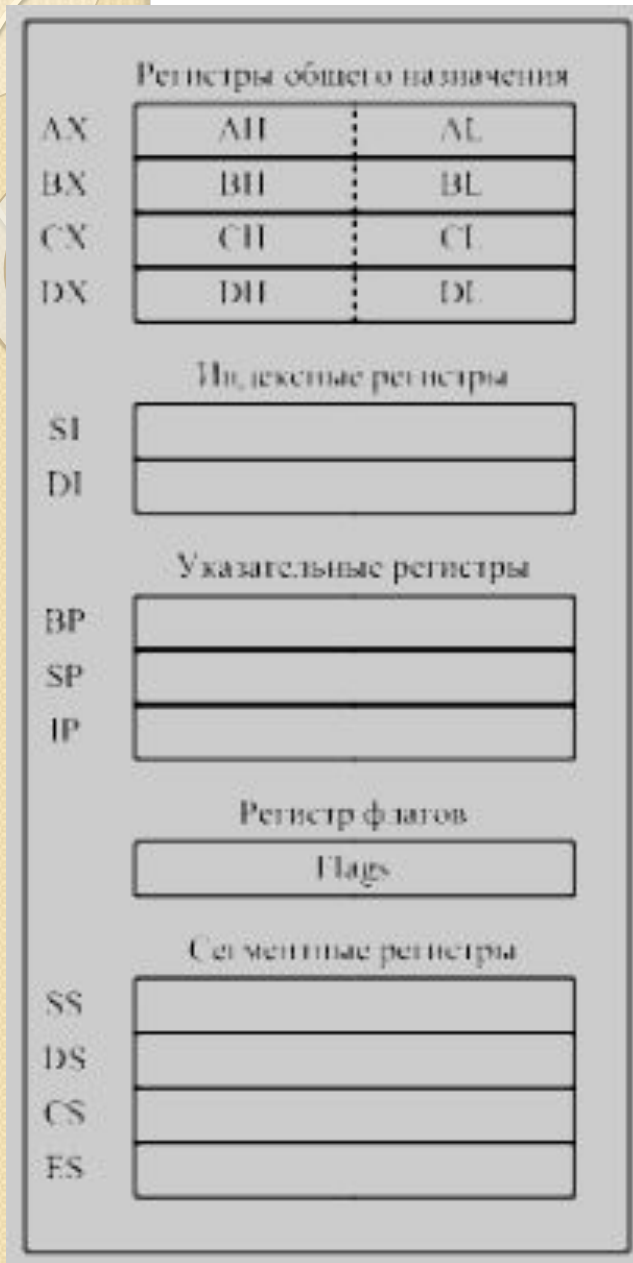 Регистры общего назначения
AX AH AL
BX BH BL
CX CH CL
DX DH DL
Индексные регистры
SI
DI
Указательные регистры
BP
SP
IP
Регистр флагов
Flags
Сегментные регистры
SS
DS
CS
ES